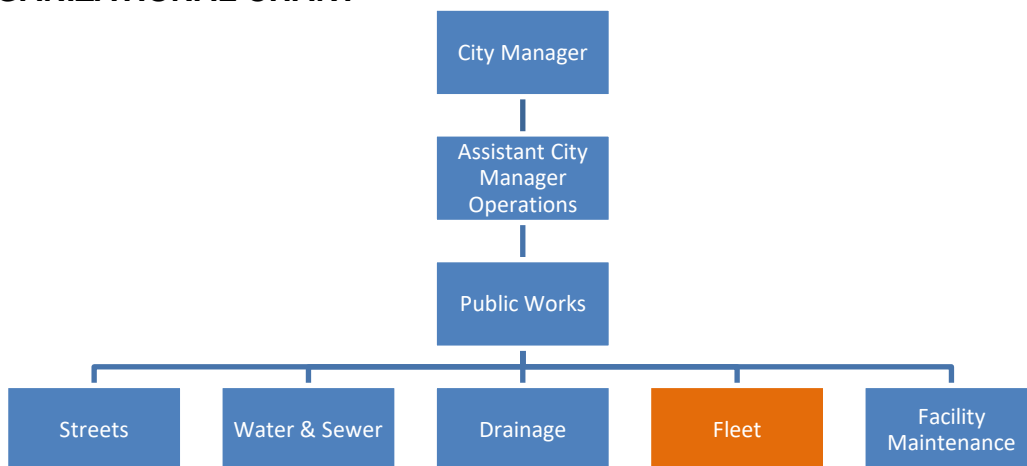 City Manager
Assistant City
Manager
Operations
Public Works
Streets
Water & Sewer
Drainage
Fleet
Facility
Maintenance